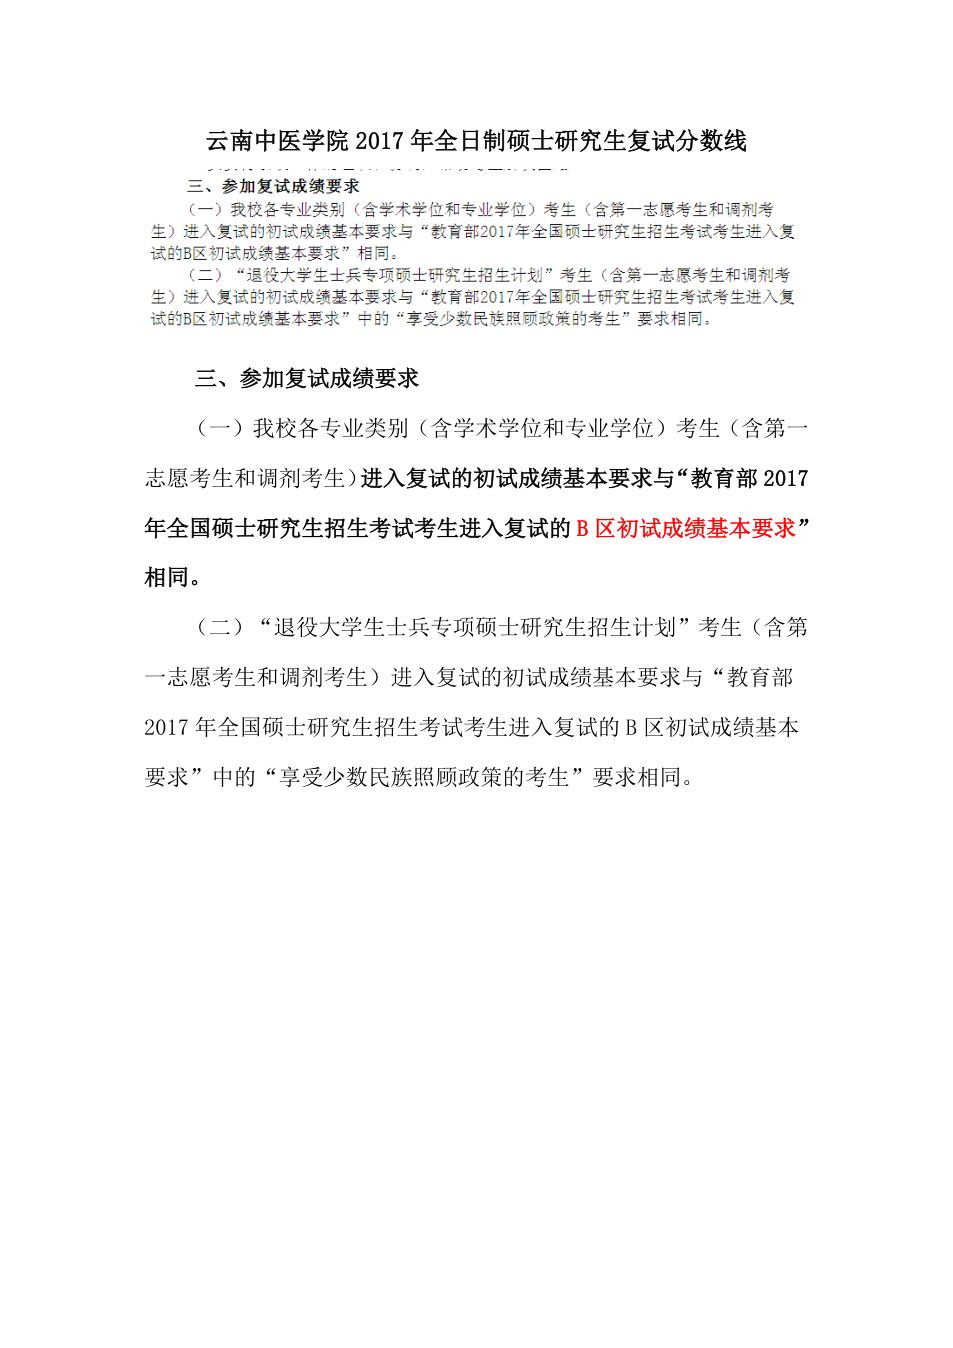 云南中医学院 2017 年全日制硕士研究生复试分数线
三、参加复试成绩要求
（一）我校各专业类别（含学术学位和专业学位）考生（含第一志愿考生和调剂考
生）进入复试的初试成绩基本要求与“教育部2017年全国硕士研究生招生考试考生进入复
试的B区初试成绩基本要求”相同。
（二）“退役大学生士兵专项硕士研究生招生计划”考生（含第一志愿考生和调剂考
生）进入复试的初试成绩基本要求与“教育部2017年全国硕士研究生招生考试考生进入复
试的B区初试成绩基本要求”中的“享受少数民族照顾政策的考生”要求相同。
三、参加复试成绩要求
（一）我校各专业类别（含学术学位和专业学位）考生（含第一
志愿考生和调剂考生）进入复试的初试成绩基本要求与“教育部 2017
年全国硕士研究生招生考试考生进入复试的 B 区初试成绩基本要求”
相同。
（二）“退役大学生士兵专项硕士研究生招生计划”考生（含第
一志愿考生和调剂考生）进入复试的初试成绩基本要求与“教育部
2017 年全国硕士研究生招生考试考生进入复试的 B 区初试成绩基本
要求”中的“享受少数民族照顾政策的考生”要求相同。